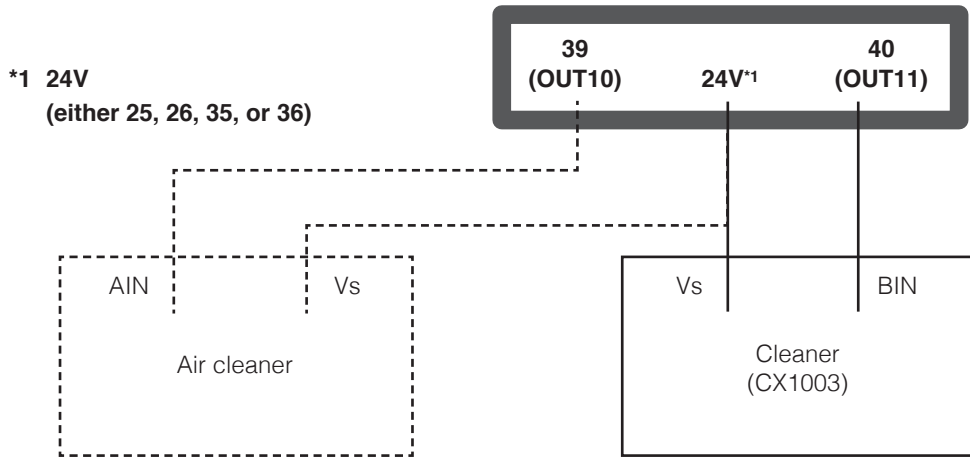 *1 24V
(either 25, 26, 35, or 36)
39
(OUT10)
24V*1
40
(OUT11)
AIN
Vs
Air cleaner
Vs
BIN
Cleaner
(CX1003)